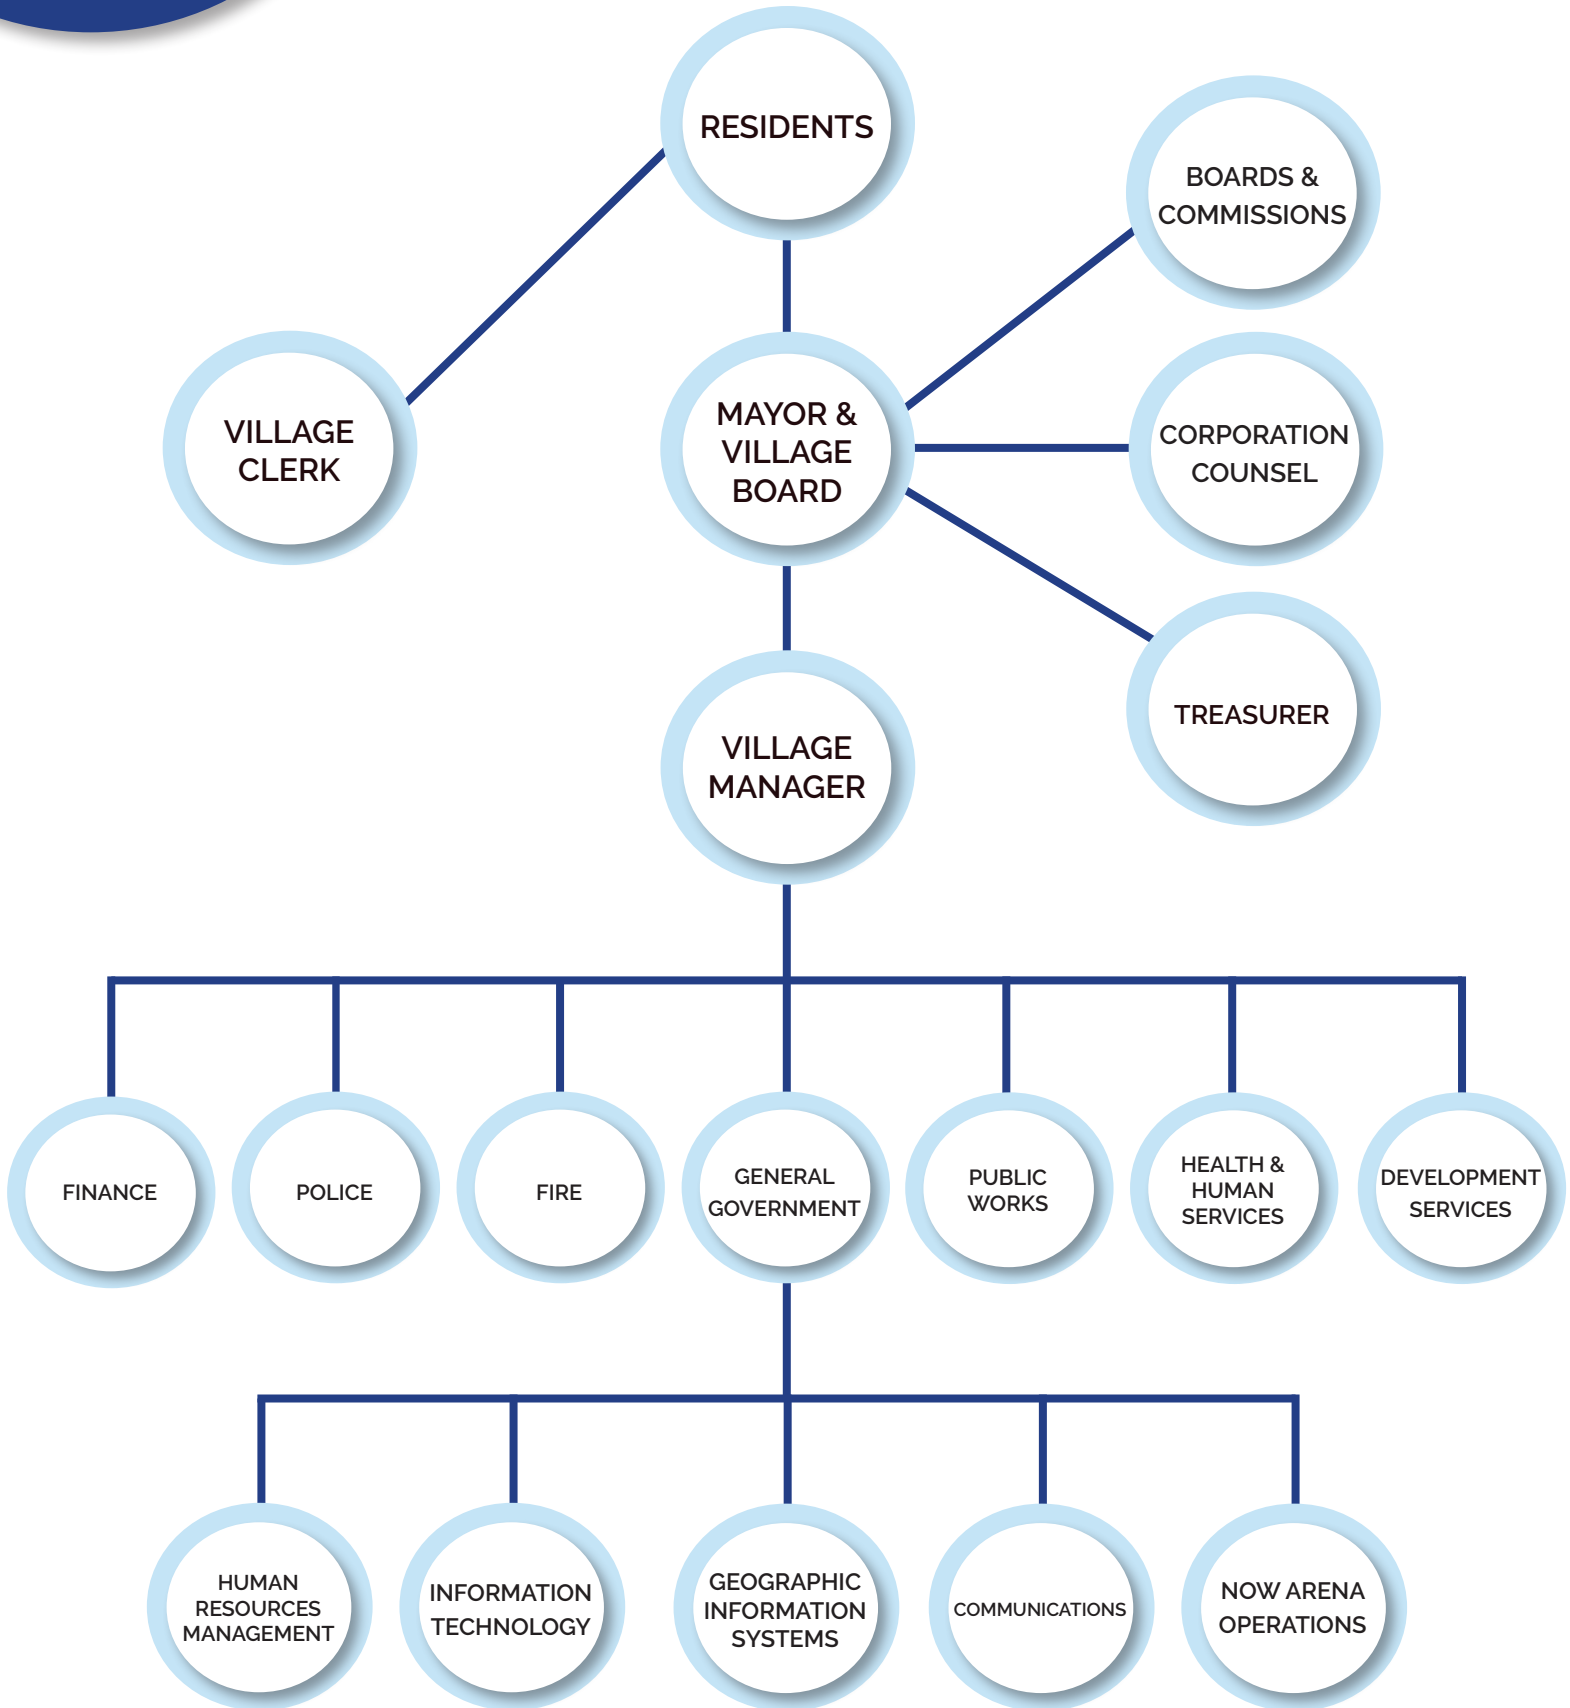 RESIDENTS
BOARDS &
COMMISSIONS
VILLAGE
CLERK
MAYOR &
VILLAGE
BOARD
CORPORATION
COUNSEL
TREASURER
VILLAGE
MANAGER
FINANCE
POLICE
FIRE
GENERAL
GOVERNMENT
PUBLIC
WORKS
HEALTH &
HUMAN
SERVICES
DEVELOPMENT
SERVICES
HUMAN
RESOURCES
MANAGEMENT
INFORMATION
TECHNOLOGY
GEOGRAPHIC
INFORMATION
SYSTEMS
COMMUNICATIONS
NOW ARENA
OPERATIONS